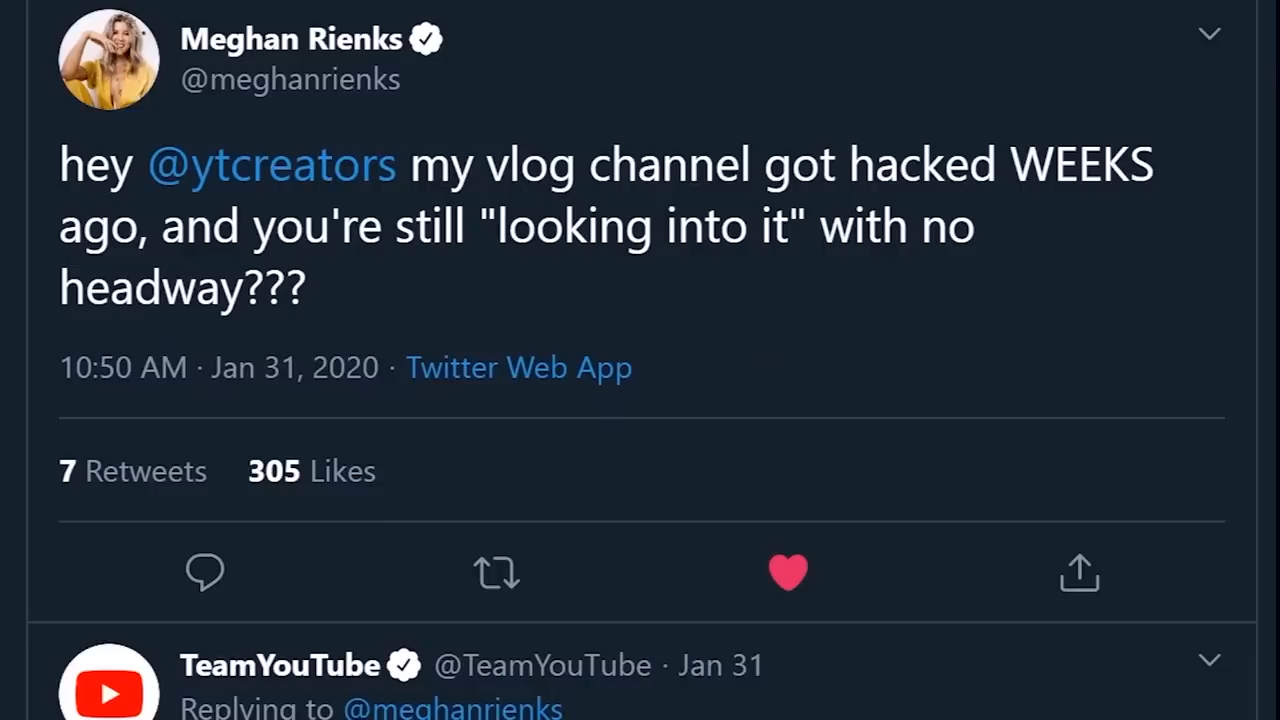 Meghan Rienks
@meghanrienks
hey @ytcreators my vlog channel got hacked WEEKS
ago, and you're still "looking into it" with no
headway???
10:50 AM · Jan 31, 2020 · Twitter Web App
7 Retweets 305 Likes
TeamYouTube @TeamYouTube · Jan 31
Replying to @meghanrienks